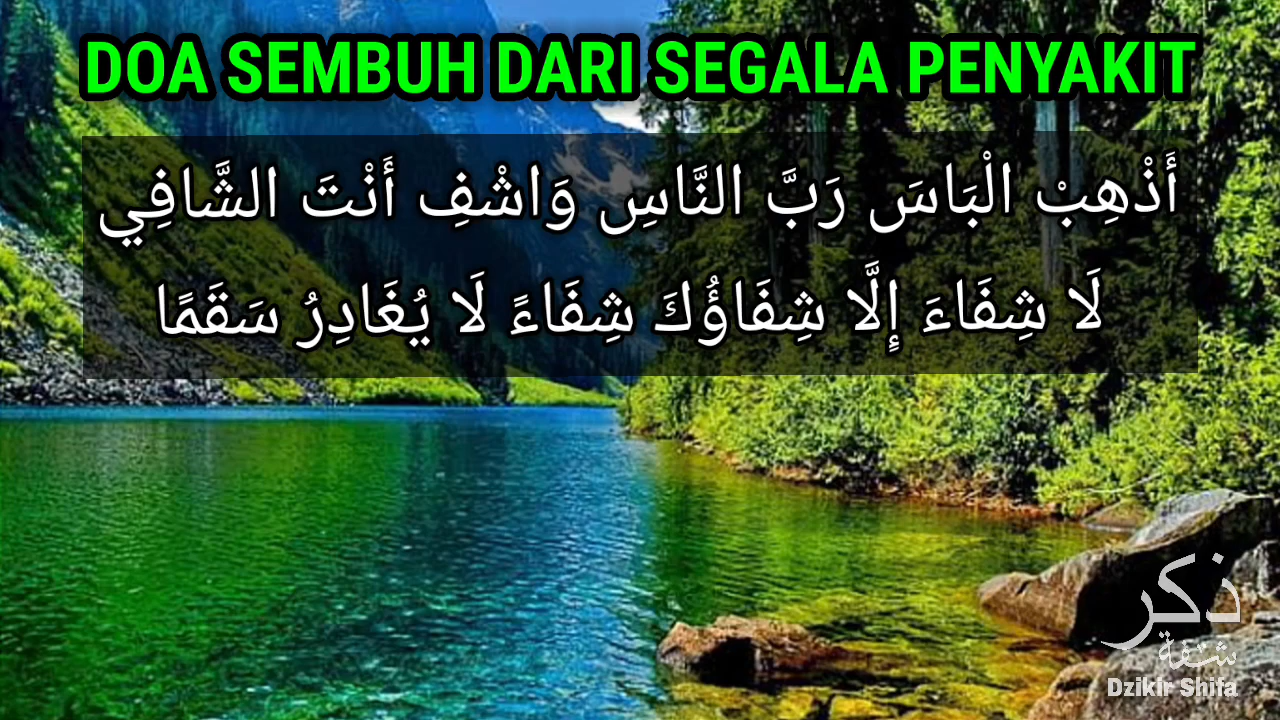 DOA SEMBUH DARI SEGALA PENYAKIT
أَذْهِبْ الْبَاسَ رَبَّ النَّاسِ وَاشْفِ أَنْتَ الشَّافِي
لَا شِفَاءَ إِلَّا شِفَاؤُكَ شِفَاءً لَا يُغَادِرُ سَقَمًا
ذكر
شفة
Dzikir Shifa